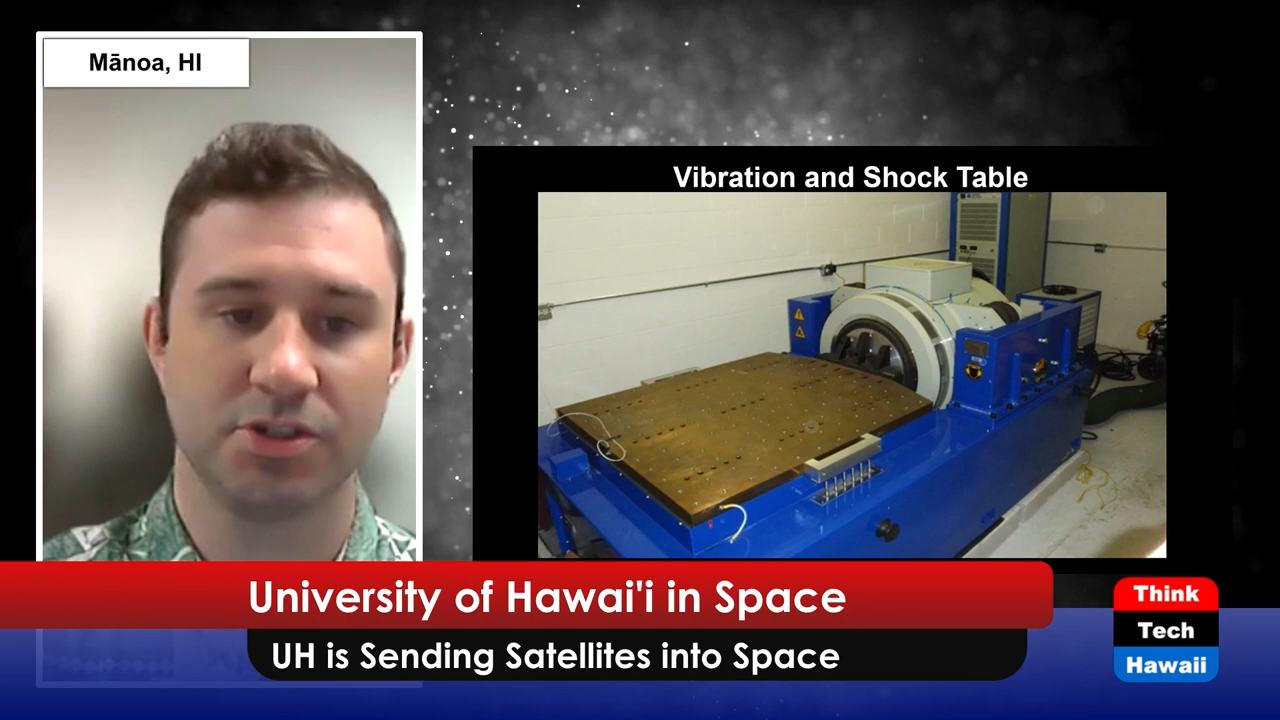 Mānoa, HI
Vibration and Shock Table
University of Hawai'i in Space
UH is Sending Satellites into Space
Think
Tech
Hawaii